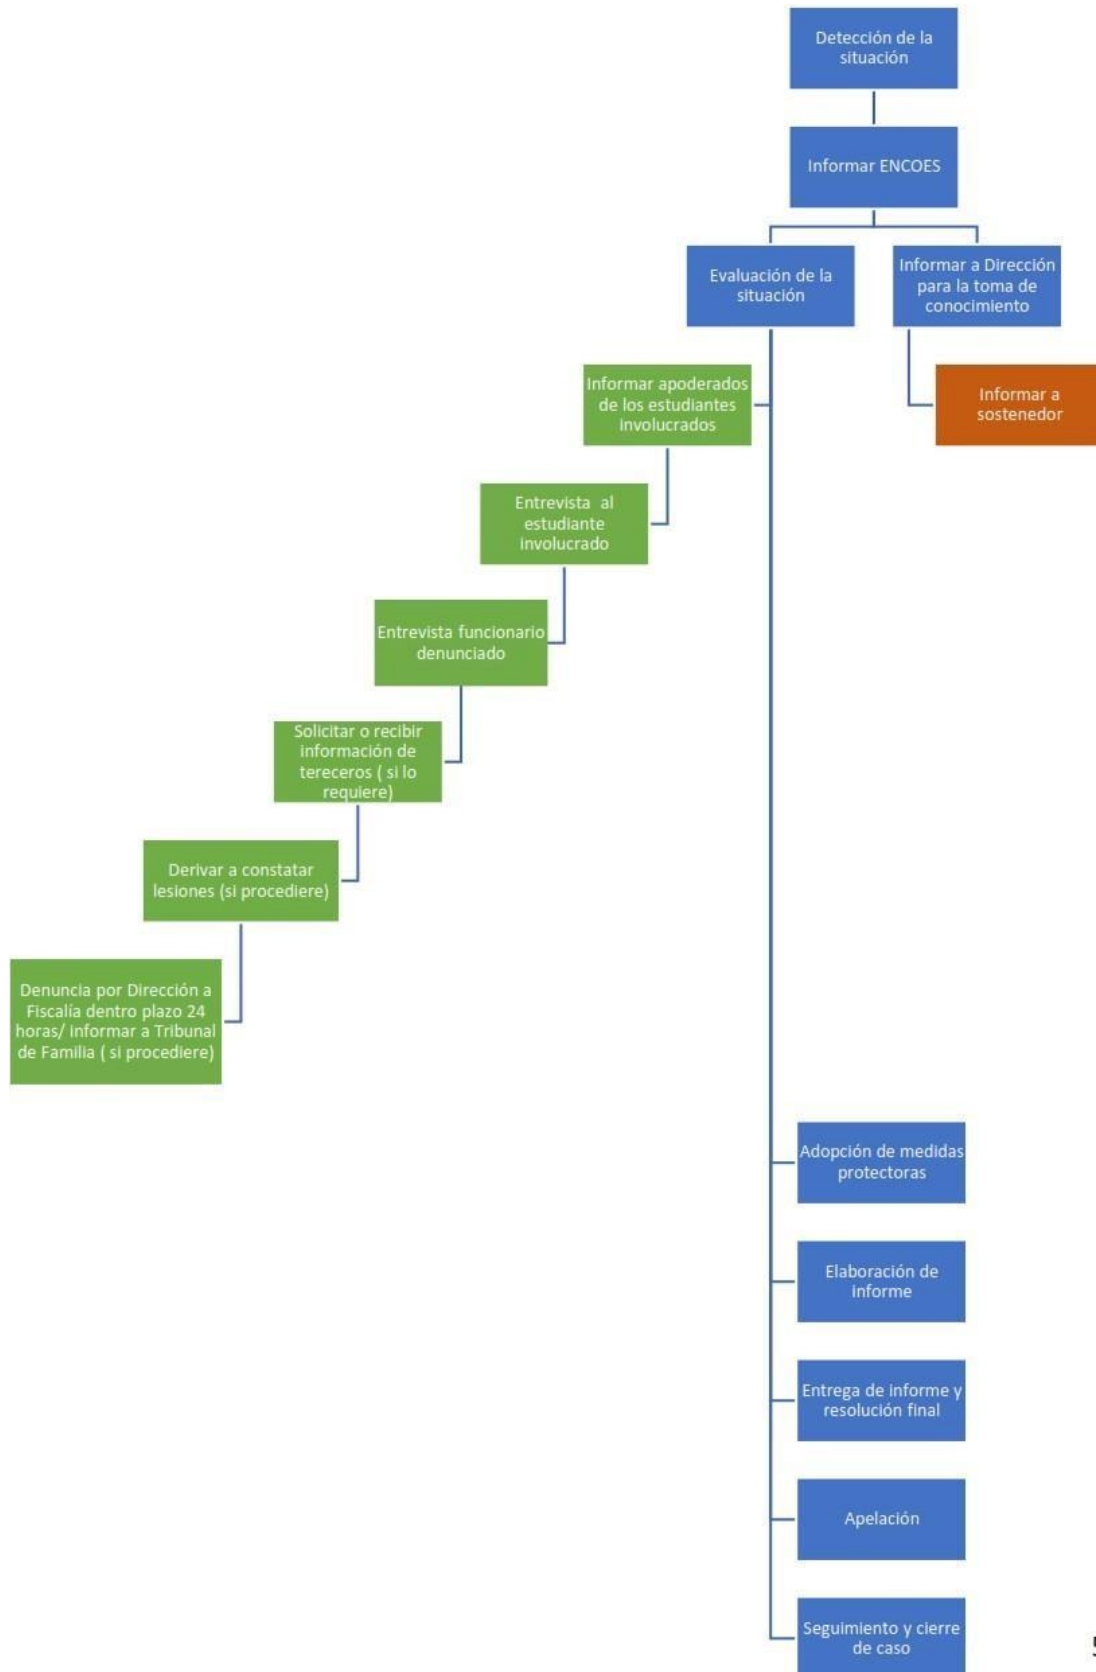 Detección de la
situación
Informar ENCOES
Evaluación de la
situación
Informar a Dirección
para la toma de
conocimiento
Informar apoderados
de los estudiantes
involucrados
Informar a
sostenedor
Entrevista al
estudiante
involucrado
Entrevista funcionario
denunciado
Solicitar o recibir
información de
tereceros ( si lo
requiere)
Derivar a constatar
lesiones (si procediere)
Denuncia por Dirección a
Fiscalía dentro plazo 24
horas/ informar a Tribunal
de Familia ( si procediere)
Adopción de medidas
protectoras
Elaboración de
informe
Entrega de informe y
resolución final
Apelación
Seguimiento y cierre
de caso